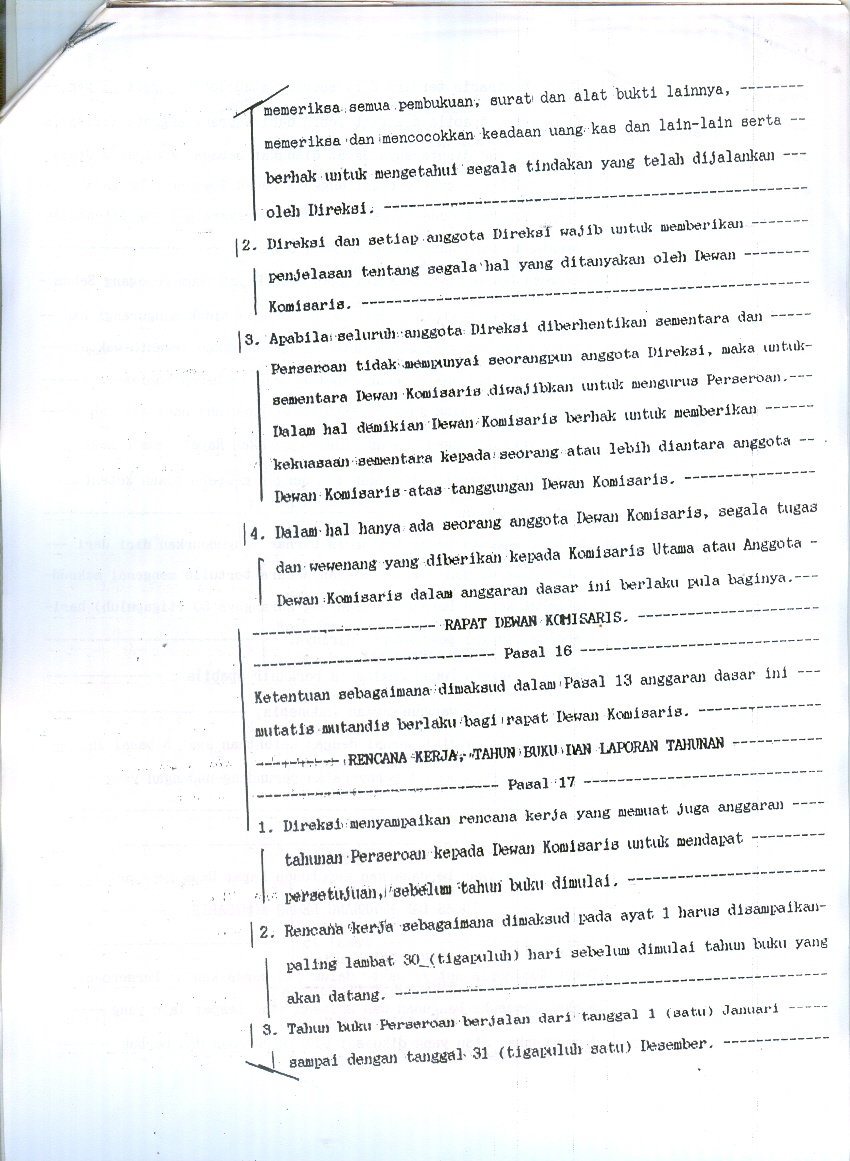 memeriksa semua pembukuan, surat dan alat bukti lainnya, --------
memeriksa dan mencocokkan keadaan uang kas dan lain-lain serta --
berhak untuk mengetahui segala tindakan yang telah dijalankan ---
oleh Direksi. ---------------------------------------------------
2. Direksi dan setiap anggota Direksi wajib untuk memberikan -------
penjelasan tentang segala hal yang ditanyakan oleh Dewan --------
Komisaris. ------------------------------------------------------
3. Apabila seluruh anggota Direksi diberhentikan sementara dan -----
Perseroan tidak mempunyai seorangpun anggota Direksi, maka untuk-
sementara Dewan Komisaris diwajibkan untuk mengurus Perseroan.---
Dalam hal demikian Dewan Komisaris berhak untuk memberikan ------
kekuasaan sementara kepada seorang atau lebih diantara anggota --
Dewan Komisaris atas tanggungan Dewan Komisaris. ----------------
4. Dalam hal hanya ada seorang anggota Dewan Komisaris, segala tugas
dan wewenang yang diberikan kepada Komisaris Utama atau Anggota -
Dewan Komisaris dalam anggaran dasar ini berlaku pula baginya.---
----------------------- RAPAT DEWAN KOMISARIS. ----------------------
------------------------------ Pasal 16 -----------------------------
Ketentuan sebagaimana dimaksud dalam Pasal 13 anggaran dasar ini ---
mutatis mutandis berlaku bagi rapat Dewan Komisaris. ---------------
----------- RENCANA KERJA, TAHUN BUKU DAN LAPORAN TAHUNAN -----------
------------------------------ Pasal 17 -----------------------------
1. Direksi menyampaikan rencana kerja yang memuat juga anggaran ----
tahunan Perseroan kepada Dewan Komisaris untuk mendapat ---------
persetujuan, sebelum tahun buku dimulai. ------------------------
2. Rencana kerja sebagaimana dimaksud pada ayat 1 harus disampaikan-
paling lambat 30 (tigapuluh) hari sebelum dimulai tahun buku yang
akan datang. ----------------------------------------------------
3. Tahun buku Perseroan berjalan dari tanggal 1 (satu) Januari -----
sampai dengan tanggal 31 (tigapuluh satu) Desember. -------------